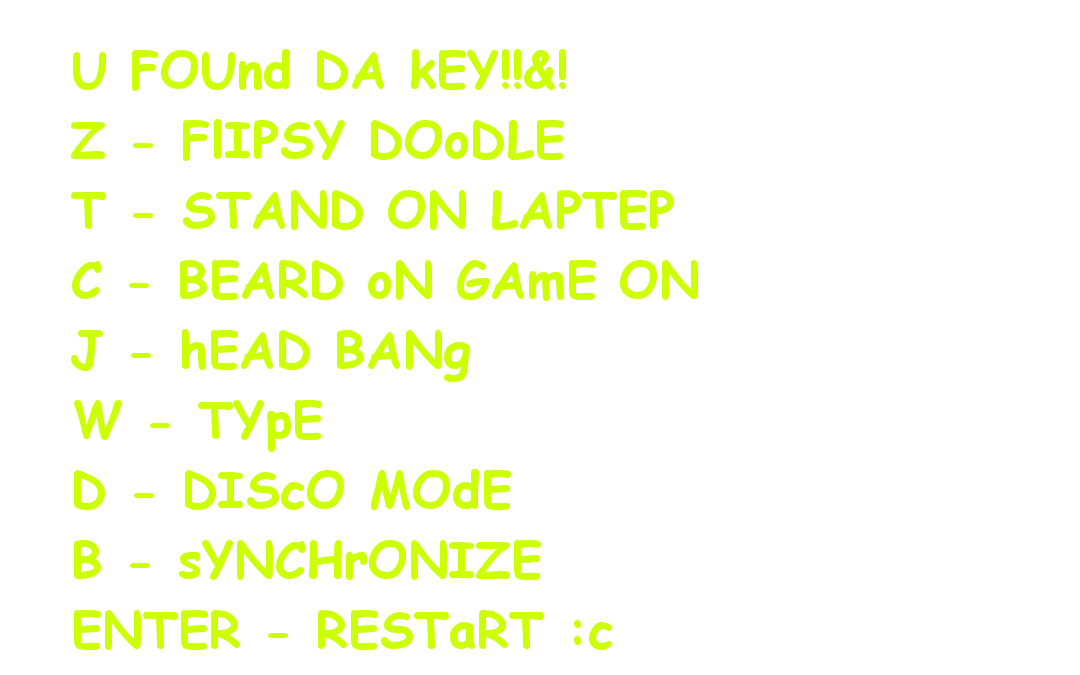 U FOUnd DA kEY!!&!
Z - FlIPSY DOoDLE
T - STAND ON LAPTEP
C - BEARD oN GAmE ON
J - hEAD BANg
W - TYpE
D - DIScO MOdE
B - sYNCHrONIZE
ENTER - RESTaRT :c